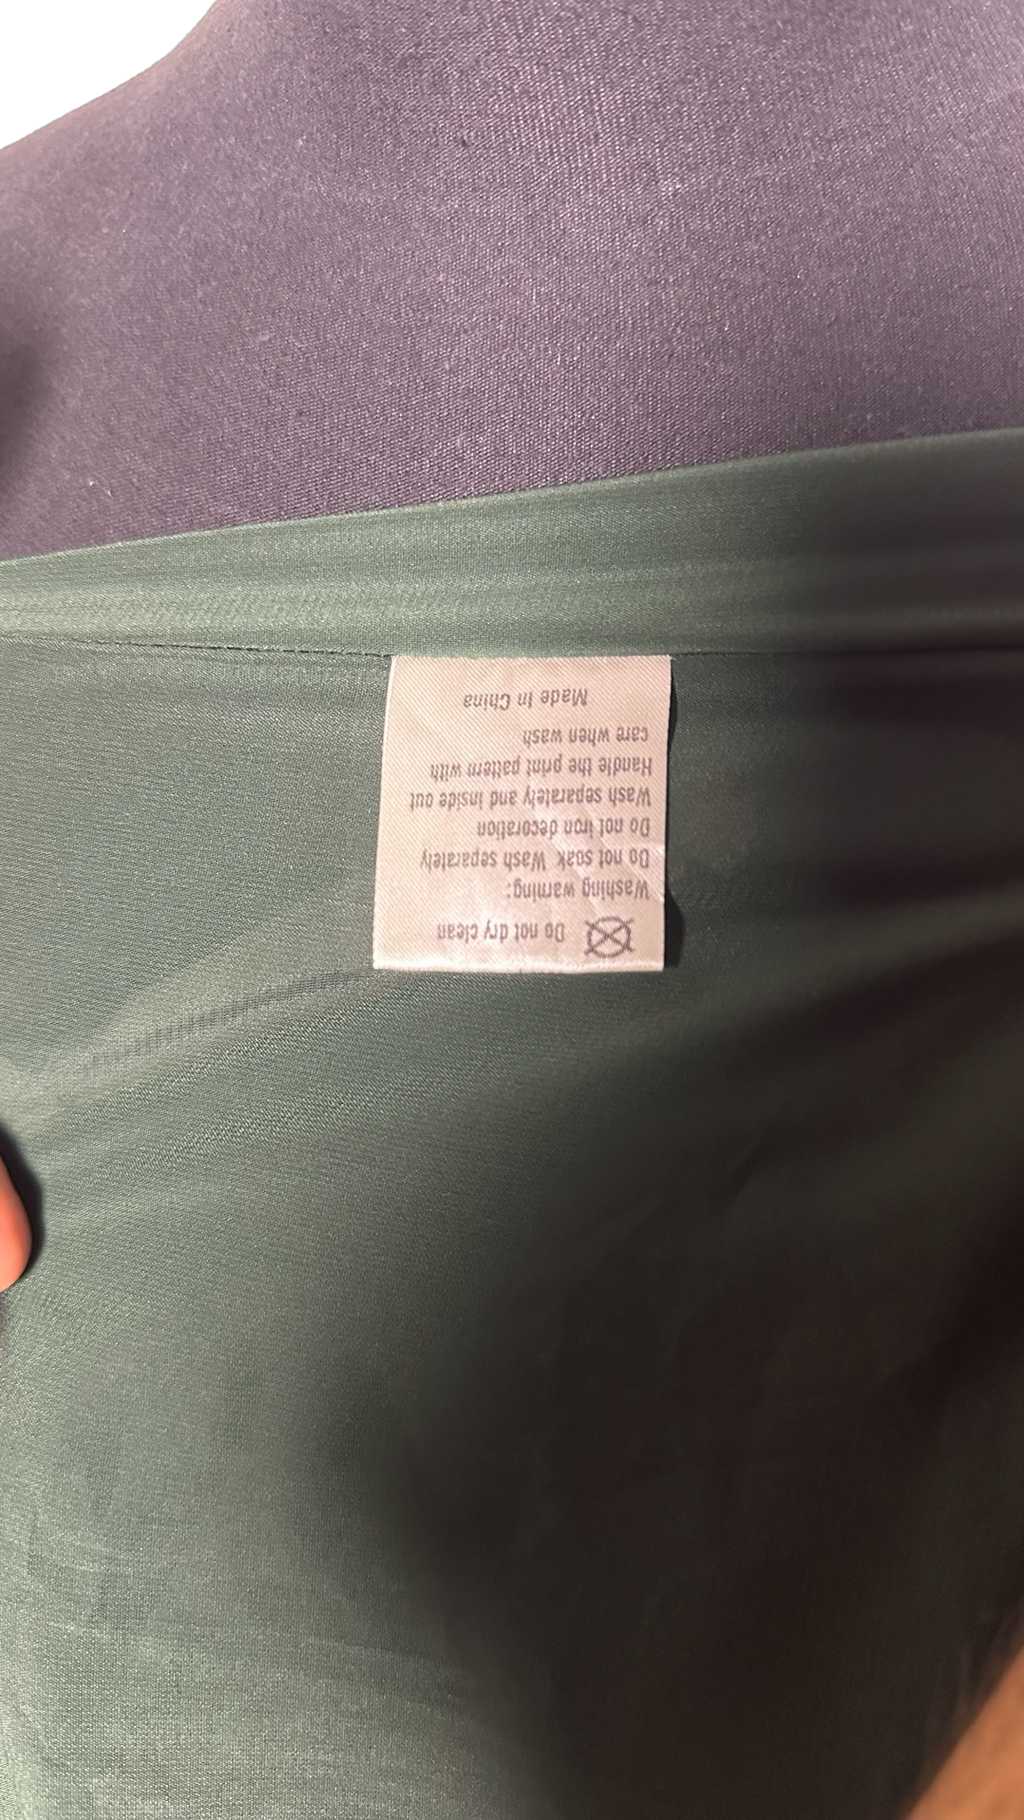 Do not dry clean
Washing warning:
Do not soak Wash separately
Do not iron decoration
Wash separately and inside out
Handle the print pattern with
care when wash
Made In China